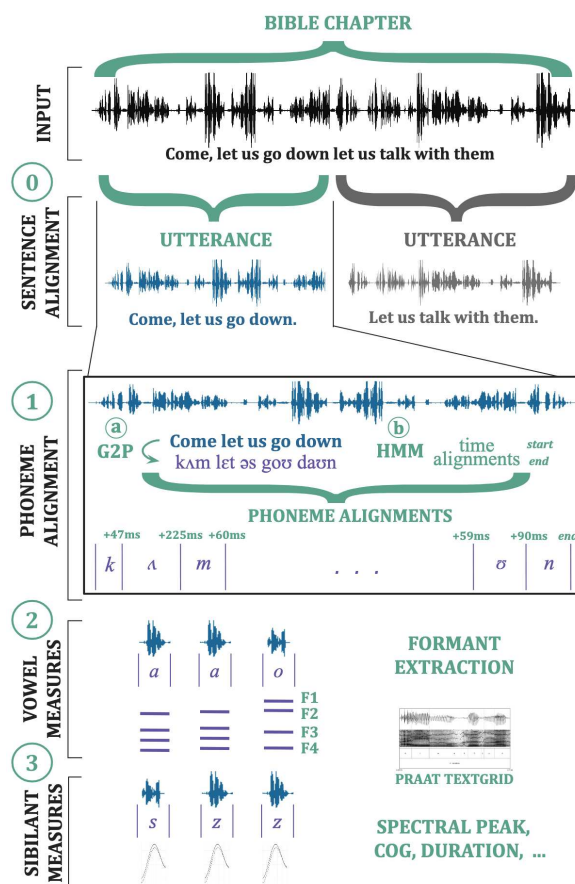 BIBLE CHAPTER
INPUT
Come, let us go down let us talk with them
0
SENTENCE
ALIGNMENT
UTTERANCE
UTTERANCE
Come, let us go down.
Let us talk with them.
1
PHONEME
ALIGNMENT
a
G2P
Come let us go down
kʌm lɛt əs goʊ daʊn
b
HMM
time
alignments
start
end
PHONEME ALIGNMENTS
+47ms +225ms +60ms +59ms +90ms end
k ʌ m . . . ʊ n
2
VOWEL
MEASURES
a a o
F1
F2
F3
F4
FORMANT
EXTRACTION
PRAAT TEXTGRID
3
SIBILANT
MEASURES
s z z
SPECTRAL PEAK,
COG, DURATION, ...